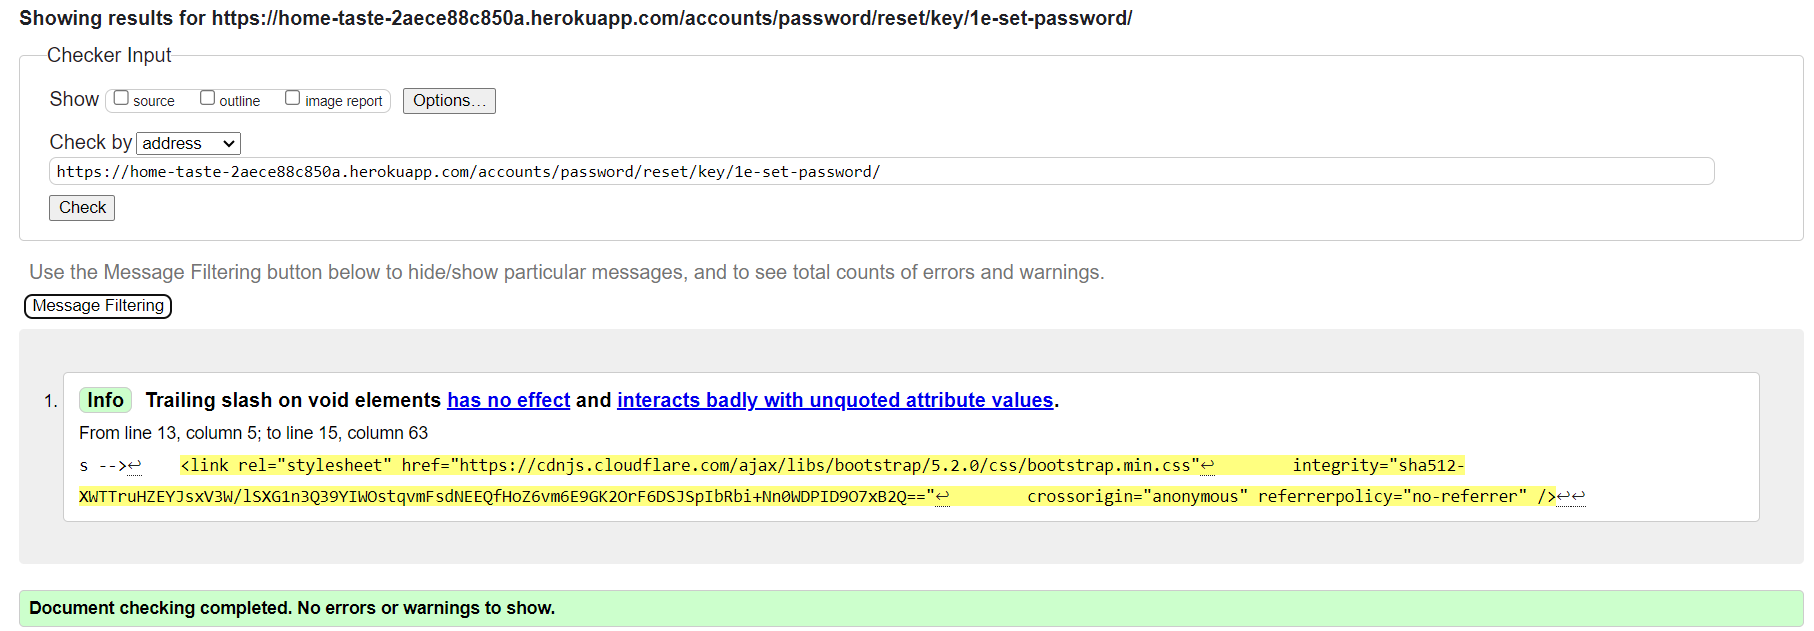 Showing results for https://home-taste-2aece88c850a.herokuapp.com/accounts/password/reset/key/1e-set-password/
Checker Input
Show source outline image report Options...
Check by address
https://home-taste-2aece88c850a.herokuapp.com/accounts/password/reset/key/1e-set-password/
Check
Use the Message Filtering button below to hide/show particular messages, and to see total counts of errors and warnings.
Message Filtering
1. Info Trailing slash on void elements has no effect and interacts badly with unquoted attribute values.
From line 13, column 5; to line 15, column 63
s -->↩ <link rel="stylesheet" href="https://cdnjs.cloudflare.com/ajax/libs/bootstrap/5.2.0/css/bootstrap.min.css"↩ integrity="sha512-
XWTTruHZEYJsxV3W/lSXG1n3Q39YIWOstqvmFsdNEEQfHoZ6vm6E9GK2OrF6DSJSpIbRbi+Nn0WDPID9O7xB2Q=="↩ crossorigin="anonymous" referrerpolicy="no-referrer" />↩↩
Document checking completed. No errors or warnings to show.